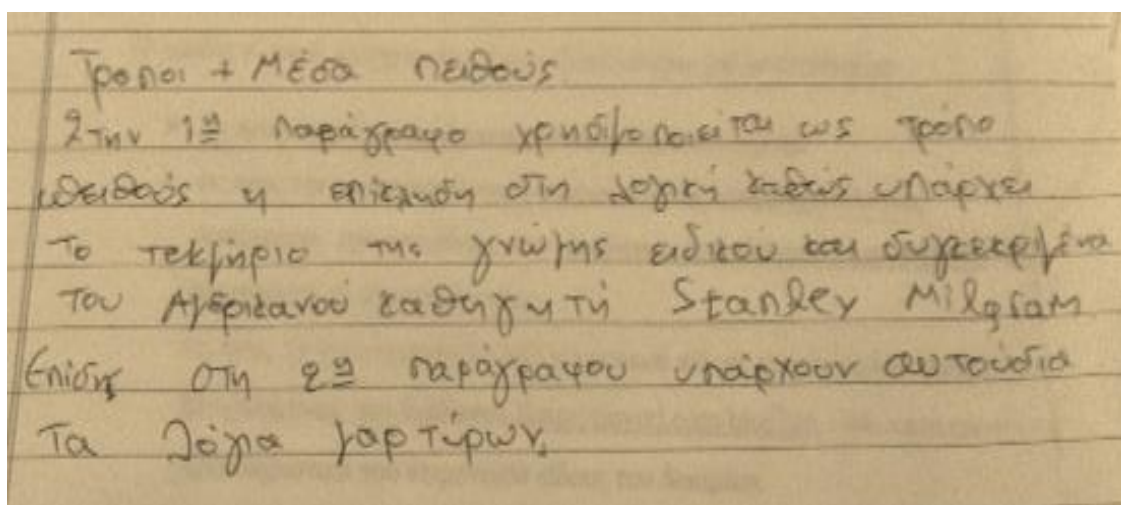 Τρόποι + Μέσα πειθούς
Στην 1η παράγραφο χρησιμοποιείται ως τρόπο
πειθούς η επίκληση στη λογική καθώς υπάρχει
το τεκμήριο της γνώμης ειδικού και συγκεκριμένα
του Αμερικανού καθηγητή Stanley Milgram
Επίσης στη 2η παράγραφου υπάρχουν αυτούσια
τα λόγια μαρτύρων.